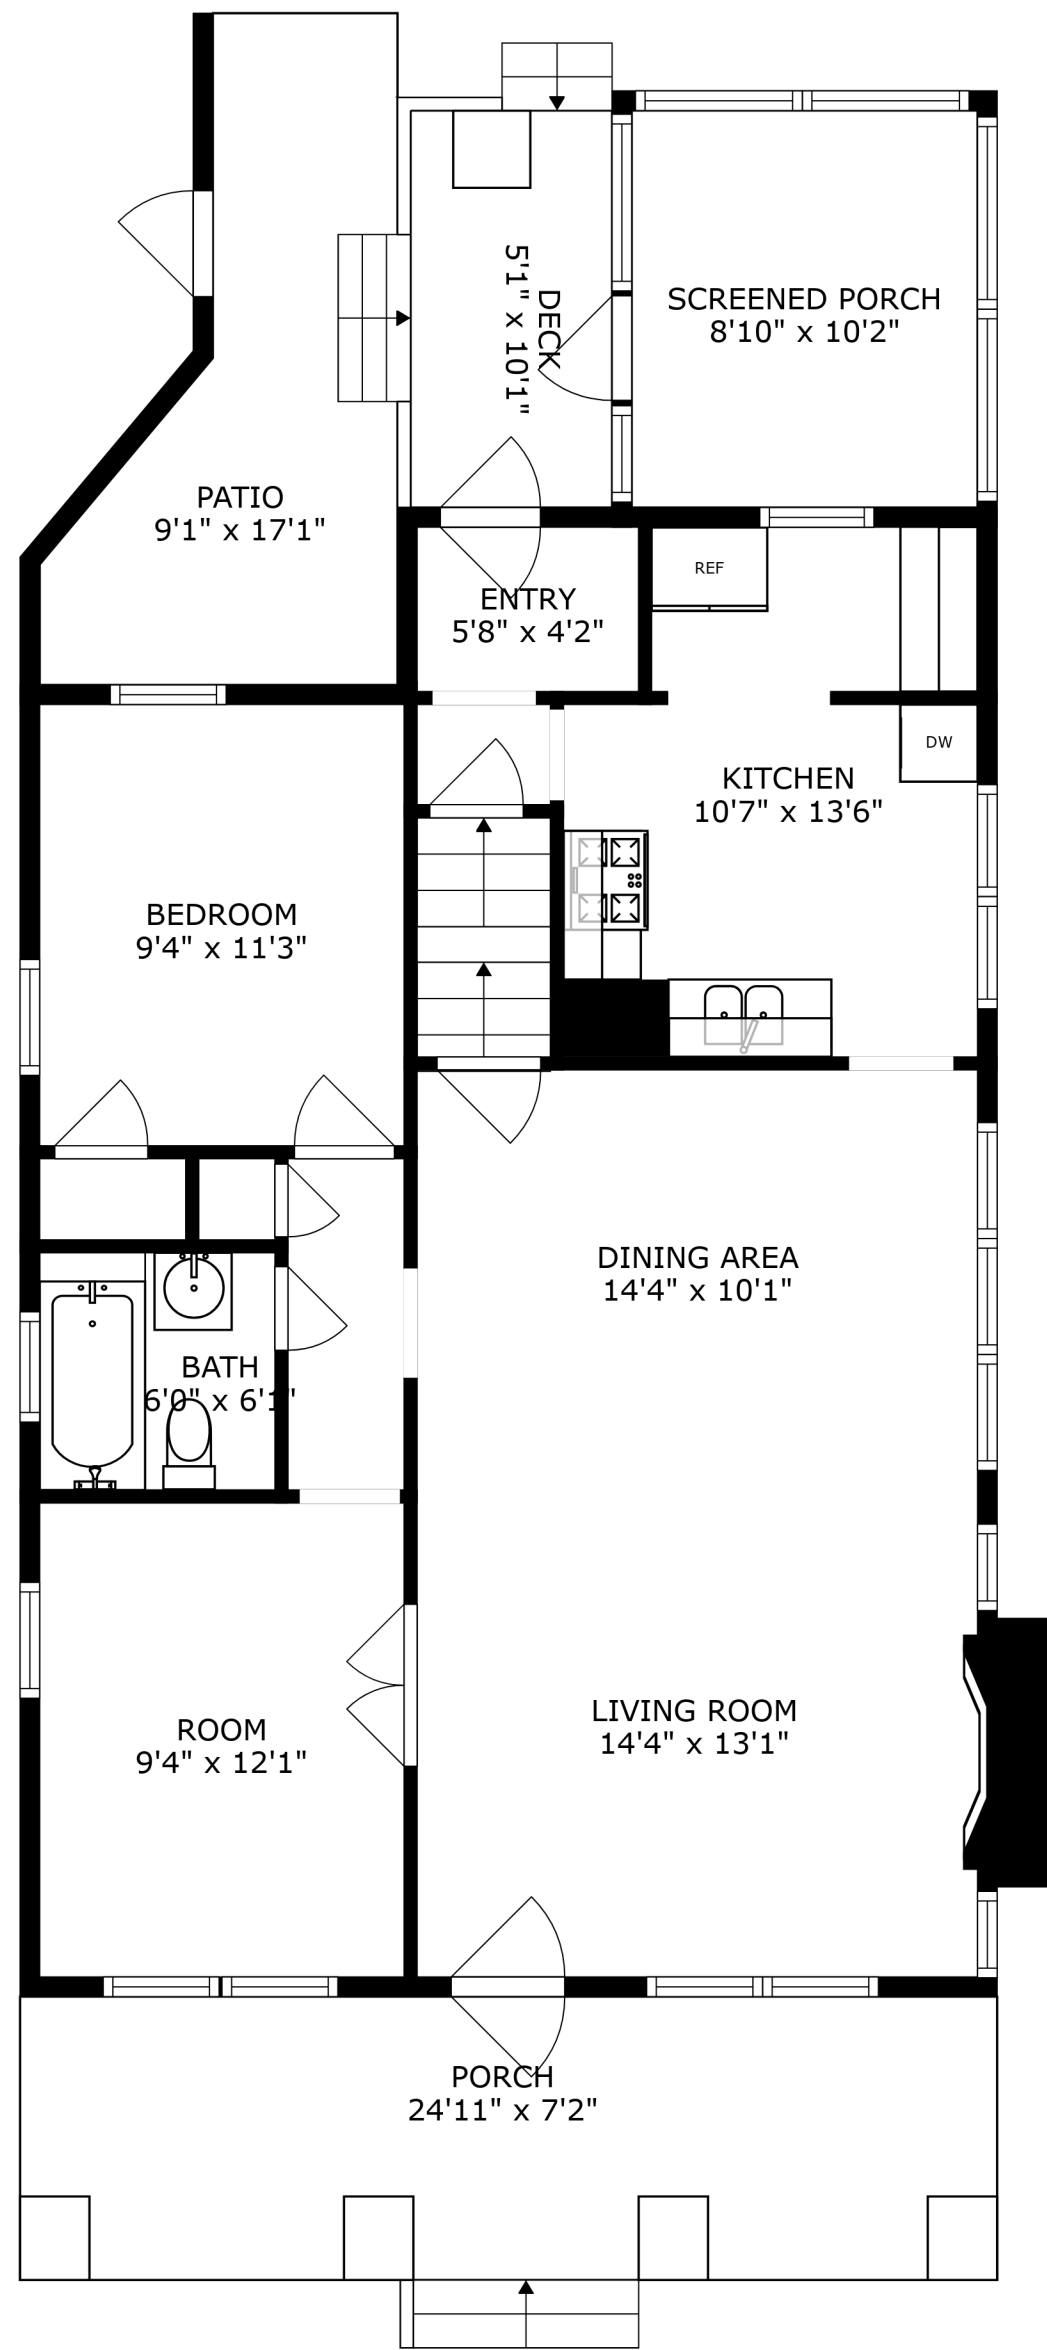 SCREENED PORCH
8'10" x 10'2"
DECK
5'1" x 10'1"
PATIO
9'1" x 17'1"
ENTRY
5'8" x 4'2"
REF
DW
KITCHEN
10'7" x 13'6"
BEDROOM
9'4" x 11'3"
DINING AREA
14'4" x 10'1"
BATH
6'0" x 6'1"
LIVING ROOM
14'4" x 13'1"
ROOM
9'4" x 12'1"
PORCH
24'11" x 7'2"